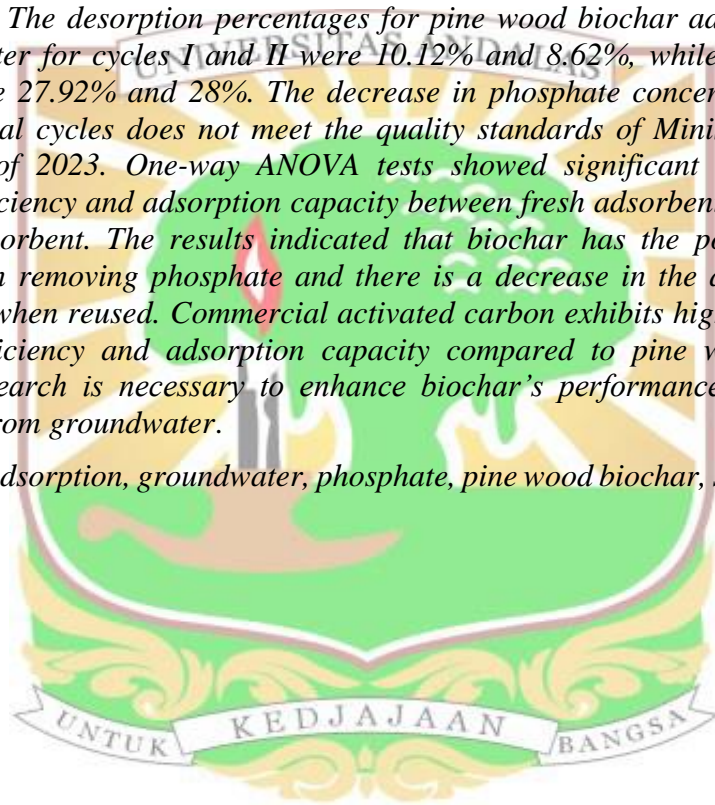 The desorption percentages for pine wood biochar ad
ter for cycles I and II were 10.12% and 8.62%, while
e 27.92% and 28%. The decrease in phosphate concer
al cycles does not meet the quality standards of Mini
of 2023. One-way ANOVA tests showed significant
ciency and adsorption capacity between fresh adsorben
sorbent. The results indicated that biochar has the po
n removing phosphate and there is a decrease in the a
when reused. Commercial activated carbon exhibits hig
ficiency and adsorption capacity compared to pine w
earch is necessary to enhance biochar's performance
rom groundwater.
dsorption, groundwater, phosphate, pine wood biochar,
UNIVERSITAS ANDALAS
UNTUK KEDJAJAAN BANGSA